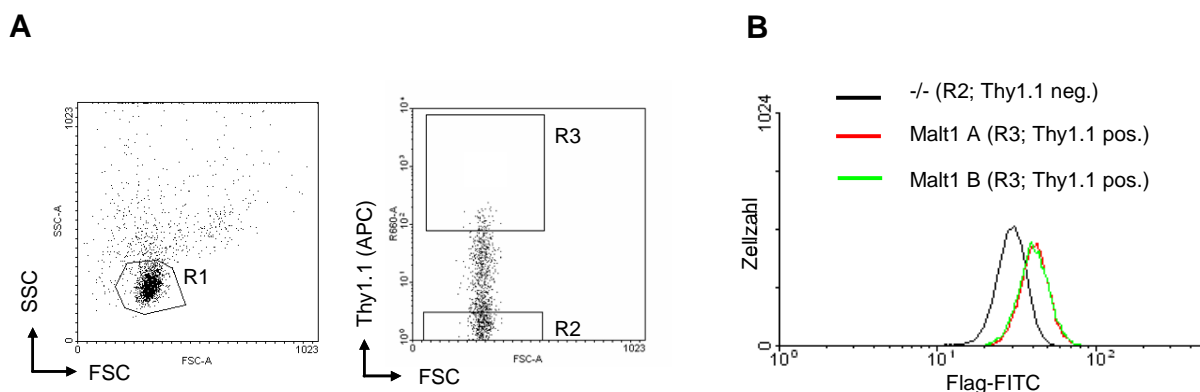 A
1023
SSC-A
SSC
R1
0
FSC-A
1023
FSC
Thy1.1 (APC)
R660-A
10⁴
10³
10²
10¹
10⁰
R3
R2
0
FSC-A
1023
FSC
B
-/- (R2; Thy1.1 neg.)
Malt1 A (R3; Thy1.1 pos.)
Malt1 B (R3; Thy1.1 pos.)
1024
Zellzahl
0
10⁰
10¹
10²
Flag-FITC